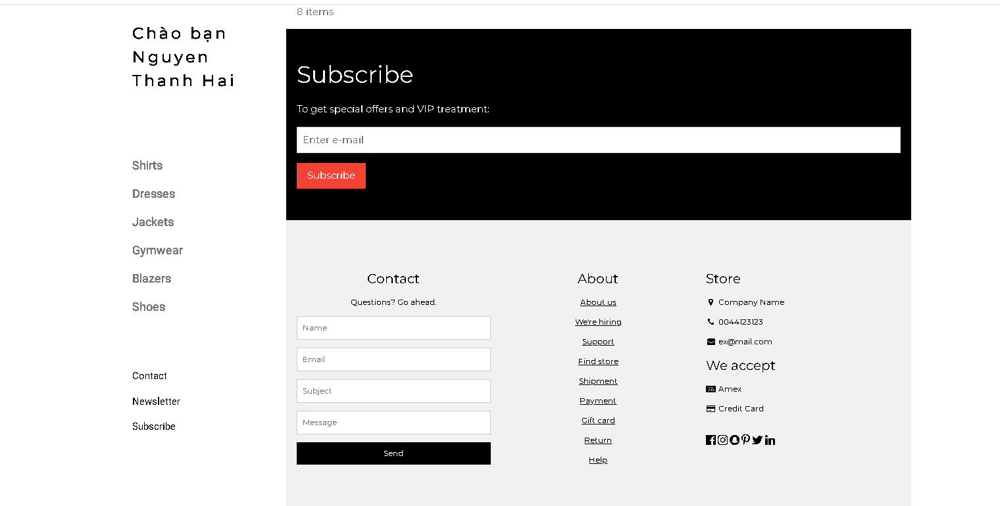 8 items
Chào bạn
Nguyen
Thanh Hai
Shirts
Dresses
Jackets
Gymwear
Blazers
Shoes
Contact
Newsletter
Subscribe
Subscribe
To get special offers and VIP treatment:
Enter e-mail
Subscribe
Contact
Questions? Go ahead.
Name
Email
Subject
Message
Send
About
About us
We're hiring
Support
Find store
Shipment
Payment
Gift card
Return
Help
Store
Company Name
0044123123
ex@mail.com
We accept
Amex
Credit Card